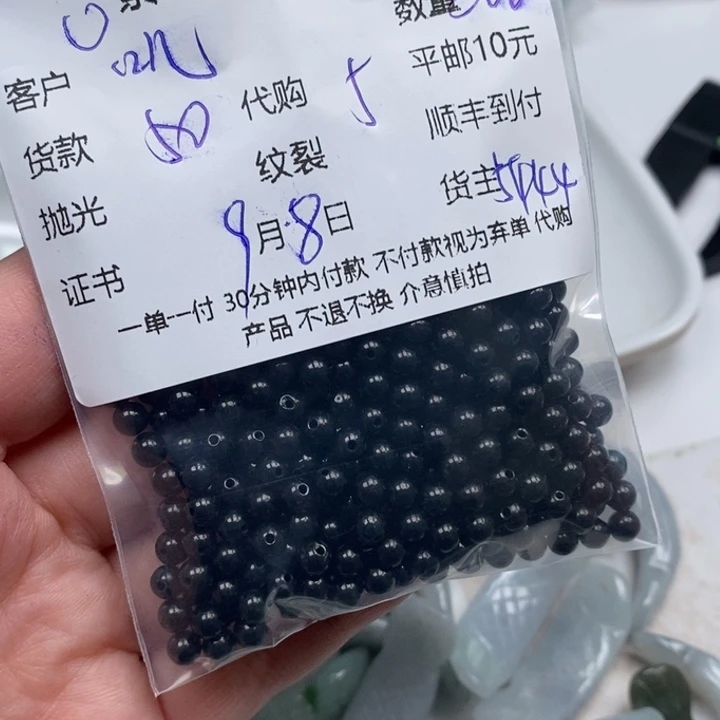 数量
客户
平邮10元
货款 50 代购 5
顺丰到付
纹裂
抛光
货主
9月8日
证书
一单一付 30分钟内付款 不付款视为弃单 代购
产品 不退不换 介意慎拍